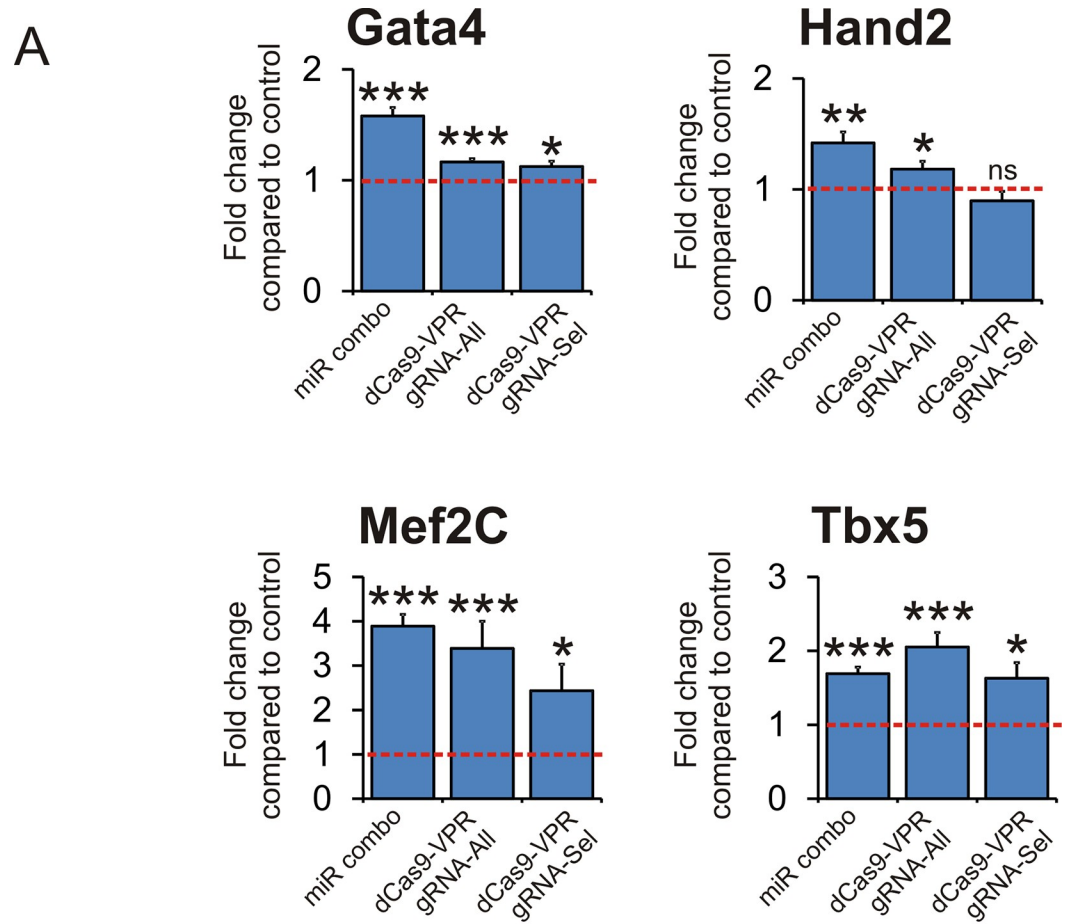 A
Gata4
Fold change
compared to control
2
1
0
***
***
*
miR combo
dCas9-VPR
gRNA-All
dCas9-VPR
gRNA-Sel
Hand2
Fold change
compared to control
2
1
0
**
*
ns
miR combo
dCas9-VPR
gRNA-All
dCas9-VPR
gRNA-Sel
Mef2C
Fold change
compared to control
5
4
3
2
1
0
***
***
*
miR combo
dCas9-VPR
gRNA-All
dCas9-VPR
gRNA-Sel
Tbx5
Fold change
compared to control
3
2
1
0
***
***
*
miR combo
dCas9-VPR
gRNA-All
dCas9-VPR
gRNA-Sel